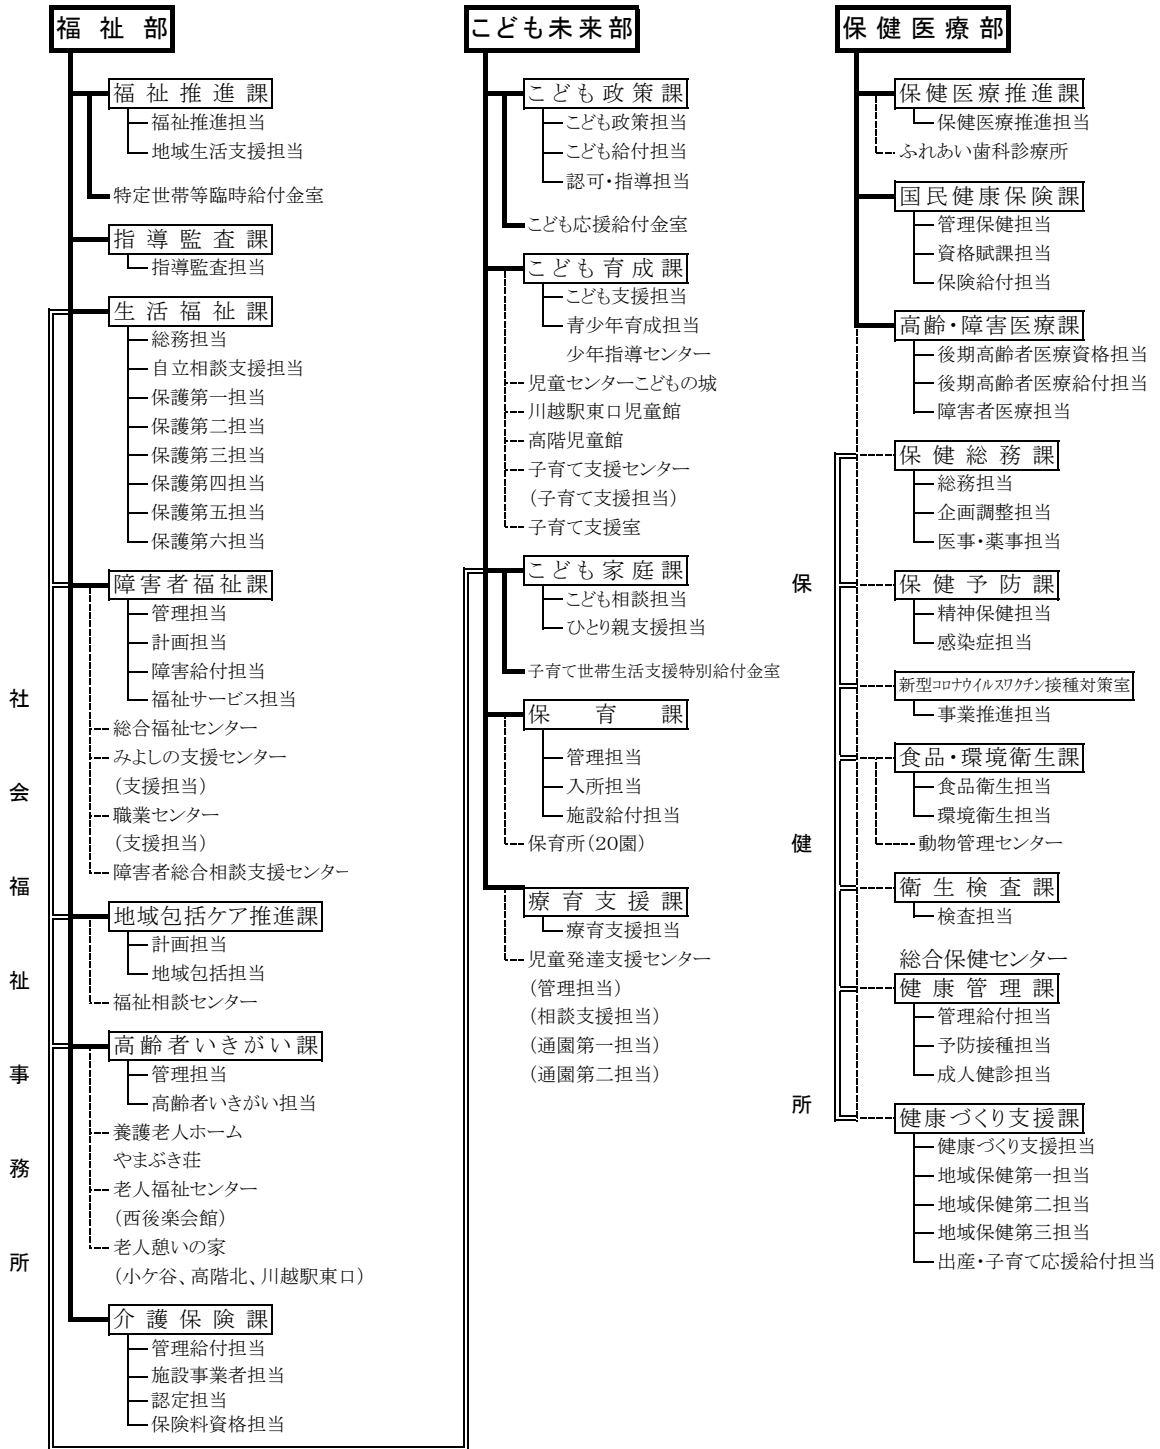 福祉部
福祉推進課
福祉推進担当
地域生活支援担当
特定世帯等臨時給付金室
指導監査課
指導監査担当
生活福祉課
総務担当
自立相談支援担当
保護第一担当
保護第二担当
保護第三担当
保護第四担当
保護第五担当
保護第六担当
障害者福祉課
管理担当
計画担当
障害給付担当
福祉サービス担当
総合福祉センター
みよしの支援センター
（支援担当）
職業センター
（支援担当）
障害者総合相談支援センター
地域包括ケア推進課
計画担当
地域包括担当
福祉相談センター
高齢者いきがい課
管理担当
高齢者いきがい担当
養護老人ホーム
やまぶき荘
老人福祉センター
（西後楽会館）
老人憩いの家
（小ケ谷、高階北、川越駅東口）
介護保険課
管理給付担当
施設事業者担当
認定担当
保険料資格担当
社会福祉事務所
こども未来部
こども政策課
こども政策担当
こども給付担当
認可・指導担当
こども応援給付金室
こども育成課
こども支援担当
青少年育成担当
少年指導センター
児童センターこどもの城
川越駅東口児童館
高階児童館
子育て支援センター
（子育て支援担当）
子育て支援室
こども家庭課
こども相談担当
ひとり親支援担当
子育て世帯生活支援特別給付金室
保育課
管理担当
入所担当
施設給付担当
保育所（20園）
療育支援課
療育支援担当
児童発達支援センター
（管理担当）
（相談支援担当）
（通園第一担当）
（通園第二担当）
保健医療部
保健医療推進課
保健医療推進担当
ふれあい歯科診療所
国民健康保険課
管理保健担当
資格賦課担当
保険給付担当
高齢・障害医療課
後期高齢者医療資格担当
後期高齢者医療給付担当
障害者医療担当
保健総務課
総務担当
企画調整担当
医事・薬事担当
保健予防課
精神保健担当
感染症担当
新型コロナウイルスワクチン接種対策室
事業推進担当
食品・環境衛生課
食品衛生担当
環境衛生担当
動物管理センター
衛生検査課
検査担当
総合保健センター
健康管理課
管理給付担当
予防接種担当
成人健診担当
健康づくり支援課
健康づくり支援担当
地域保健第一担当
地域保健第二担当
地域保健第三担当
出産・子育て応援給付担当
保健所